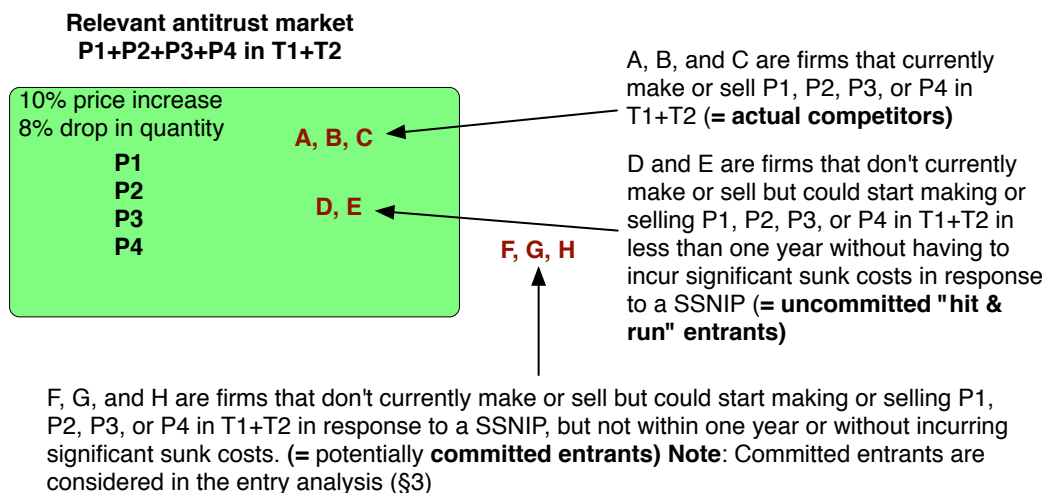 Relevant antitrust market
P1+P2+P3+P4 in T1+T2
10% price increase
8% drop in quantity
P1
P2
P3
P4
A, B, C
D, E
F, G, H
A, B, and C are firms that currently
make or sell P1, P2, P3, or P4 in
T1+T2 (= actual competitors)
D and E are firms that don't currently
make or sell but could start making or
selling P1, P2, P3, or P4 in T1+T2 in
less than one year without having to
incur significant sunk costs in response
to a SSNIP (= uncommitted "hit &
run" entrants)
F, G, and H are firms that don't currently make or sell but could start making or selling P1,
P2, P3, or P4 in T1+T2 in response to a SSNIP, but not within one year or without incurring
significant sunk costs. (= potentially committed entrants) Note: Committed entrants are
considered in the entry analysis (§3)